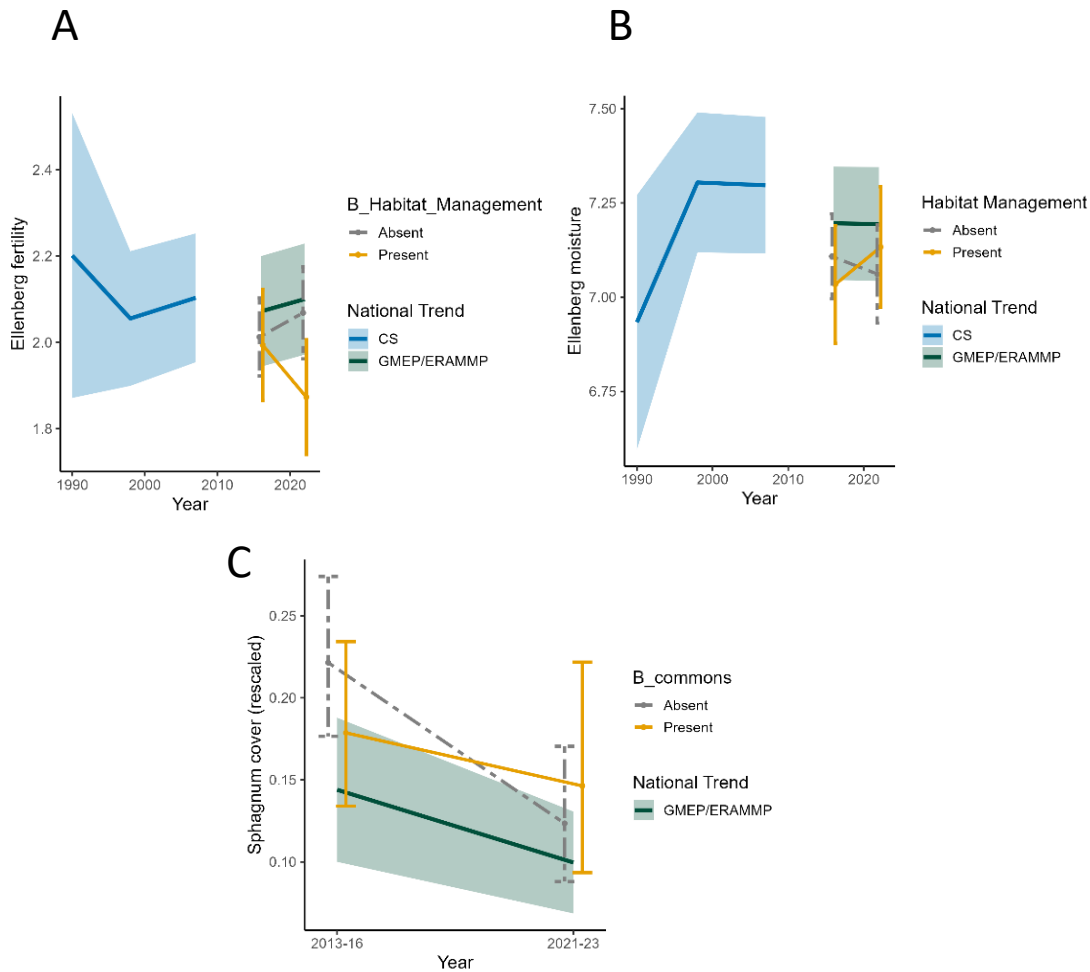 A
Ellenberg fertility
2.4
2.2
2.0
1.8
1990
2000
2010
2020
Year
B_Habitat_Management
Absent
Present
National Trend
CS
GMEP/ERAMMP
B
Ellenberg moisture
7.50
7.25
7.00
6.75
1990
2000
2010
2020
Year
Habitat Management
Absent
Present
National Trend
CS
GMEP/ERAMMP
C
Sphagnum cover (rescaled)
0.25
0.20
0.15
0.10
2013-16
2021-23
Year
B_commons
Absent
Present
National Trend
GMEP/ERAMMP